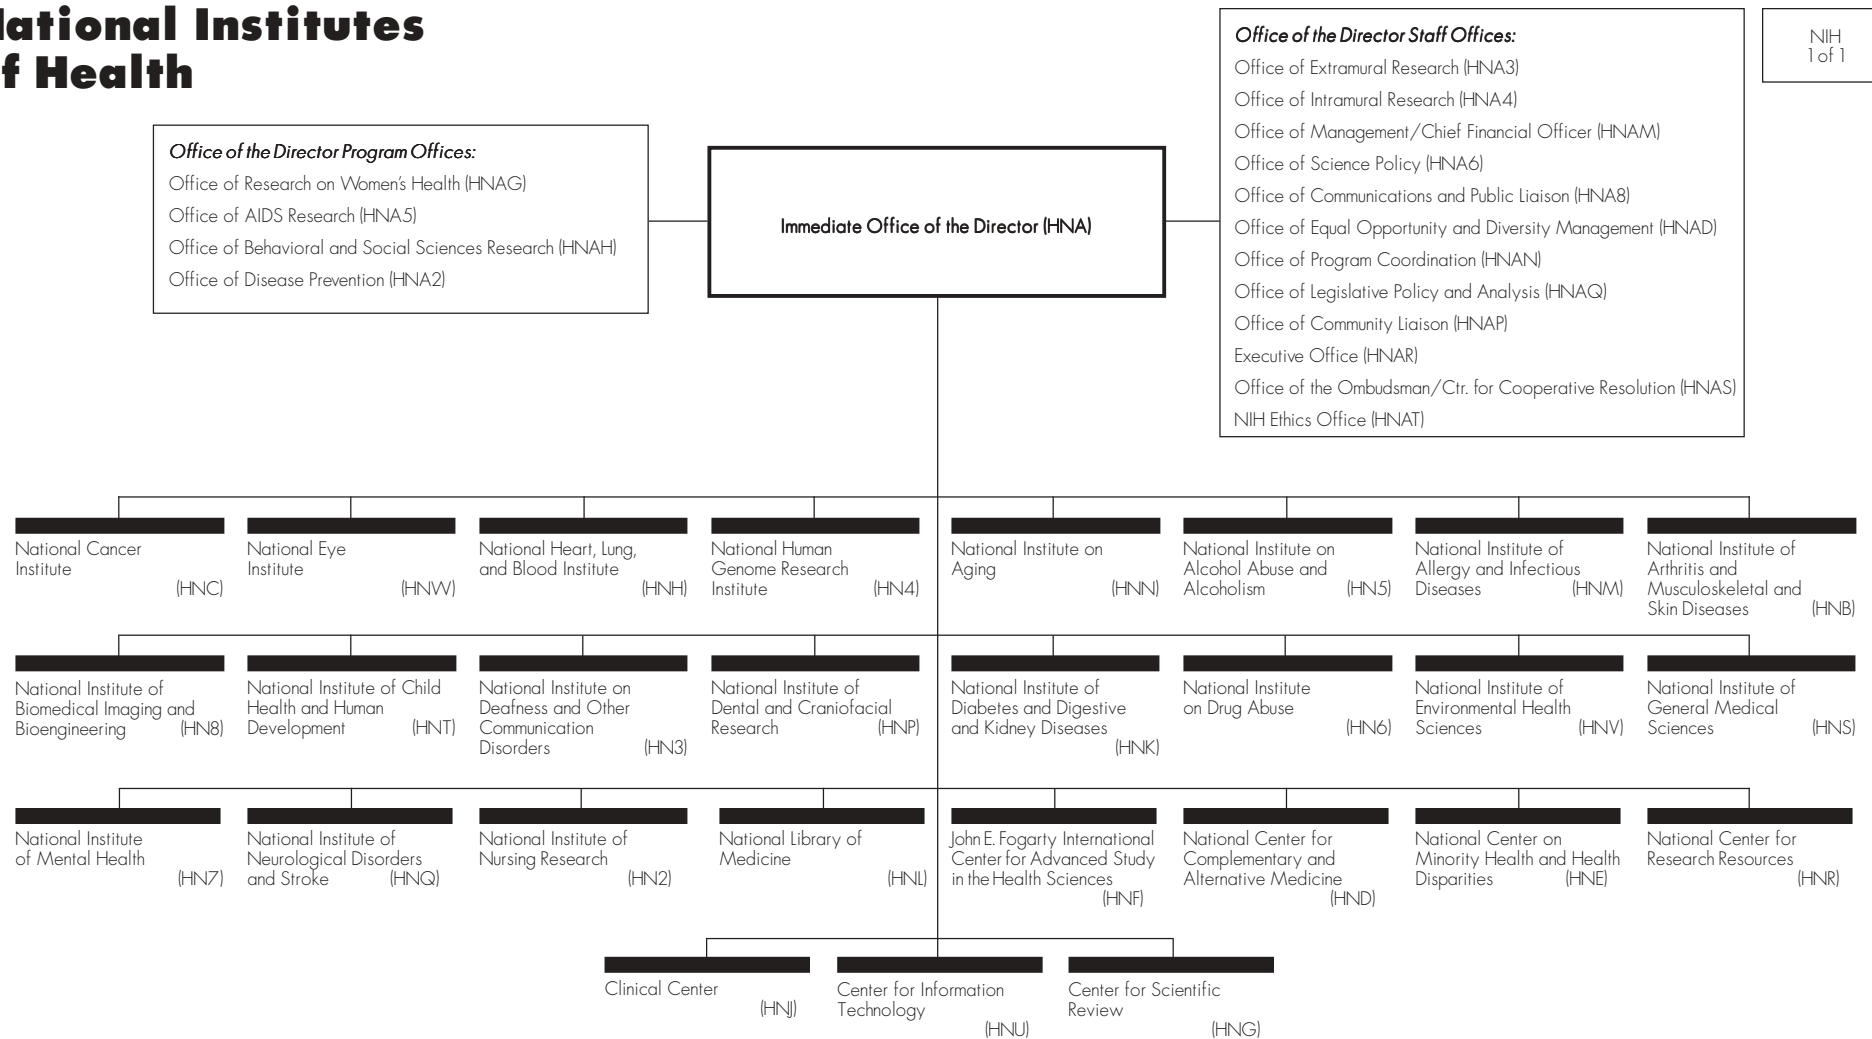 National Institutes
of Health
NIH
1 of 1
Office of the Director Program Offices:
Office of Research on Women's Health (HNAG)
Office of AIDS Research (HNA5)
Office of Behavioral and Social Sciences Research (HNAH)
Office of Disease Prevention (HNA2)
Immediate Office of the Director (HNA)
Office of the Director Staff Offices:
Office of Extramural Research (HNA3)
Office of Intramural Research (HNA4)
Office of Management/Chief Financial Officer (HNAM)
Office of Science Policy (HNA6)
Office of Communications and Public Liaison (HNA8)
Office of Equal Opportunity and Diversity Management (HNAD)
Office of Program Coordination (HNAN)
Office of Legislative Policy and Analysis (HNAQ)
Office of Community Liaison (HNAP)
Executive Office (HNAR)
Office of the Ombudsman/Ctr. for Cooperative Resolution (HNAS)
NIH Ethics Office (HNAT)
National Cancer
Institute
(HNC)
National Eye
Institute
(HNW)
National Heart, Lung,
and Blood Institute
(HNH)
National Human
Genome Research
Institute (HN4)
National Institute on
Aging
(HNN)
National Institute on
Alcohol Abuse and
Alcoholism (HN5)
National Institute of
Allergy and Infectious
Diseases (HNM)
National Institute of
Arthritis and
Musculoskeletal and
Skin Diseases (HNB)
National Institute of
Biomedical Imaging and
Bioengineering (HN8)
National Institute of Child
Health and Human
Development (HNT)
National Institute on
Deafness and Other
Communication
Disorders (HN3)
National Institute of
Dental and Craniofacial
Research (HNP)
National Institute of
Diabetes and Digestive
and Kidney Diseases
(HNK)
National Institute
on Drug Abuse
(HN6)
National Institute of
Environmental Health
Sciences (HNV)
National Institute of
General Medical
Sciences (HNS)
National Institute
of Mental Health
(HN7)
National Institute of
Neurological Disorders
and Stroke (HNQ)
National Institute of
Nursing Research
(HN2)
National Library of
Medicine
(HNL)
John E. Fogarty International
Center for Advanced Study
in the Health Sciences
(HNF)
National Center for
Complementary and
Alternative Medicine
(HND)
National Center on
Minority Health and Health
Disparities (HNE)
National Center for
Research Resources
(HNR)
Clinical Center
(HNJ)
Center for Information
Technology
(HNU)
Center for Scientific
Review
(HNG)